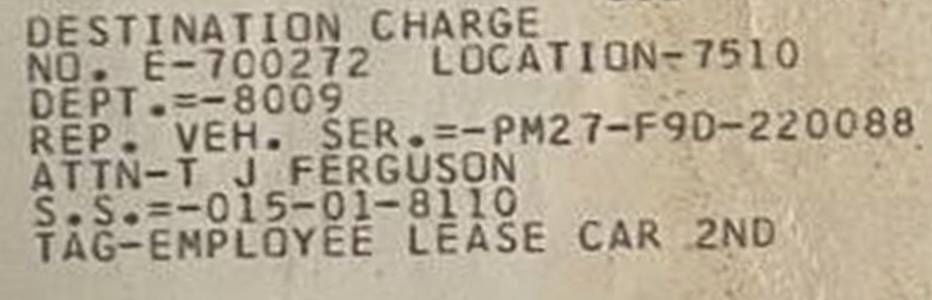 DESTINATION CHARGE
NO. E-700272 LOCATION-7510
DEPT.=-8009
REP. VEH. SER.=-PM27-F9D-220088
ATTN-T J FERGUSON
S.S.=-015-01-8110
TAG-EMPLOYEE LEASE CAR 2ND